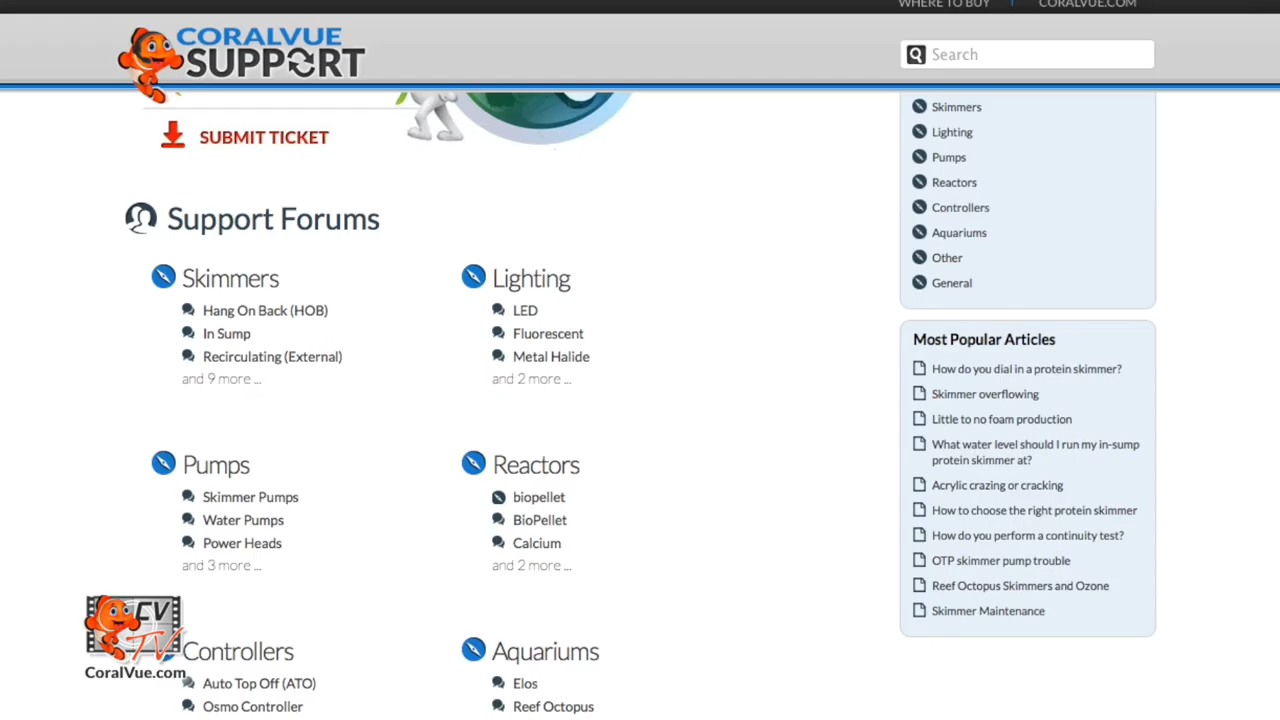 WHERE TO BUY
CORALVUE.COM
CORALVUE
SUPPORT
Search
SUBMIT TICKET
Support Forums
Skimmers
Hang On Back (HOB)
In Sump
Recirculating (External)
and 9 more ...
Lighting
LED
Fluorescent
Metal Halide
and 2 more ...
Pumps
Skimmer Pumps
Water Pumps
Power Heads
and 3 more ...
Reactors
biopellet
BioPellet
Calcium
and 2 more ...
Controllers
Auto Top Off (ATO)
Osmo Controller
Aquariums
Elos
Reef Octopus
Skimmers
Lighting
Pumps
Reactors
Controllers
Aquariums
Other
General
Most Popular Articles
How do you dial in a protein skimmer?
Skimmer overflowing
Little to no foam production
What water level should I run my in-sump
protein skimmer at?
Acrylic crazing or cracking
How to choose the right protein skimmer
How do you perform a continuity test?
OTP skimmer pump trouble
Reef Octopus Skimmers and Ozone
Skimmer Maintenance
CV
TV
CoralVue.com